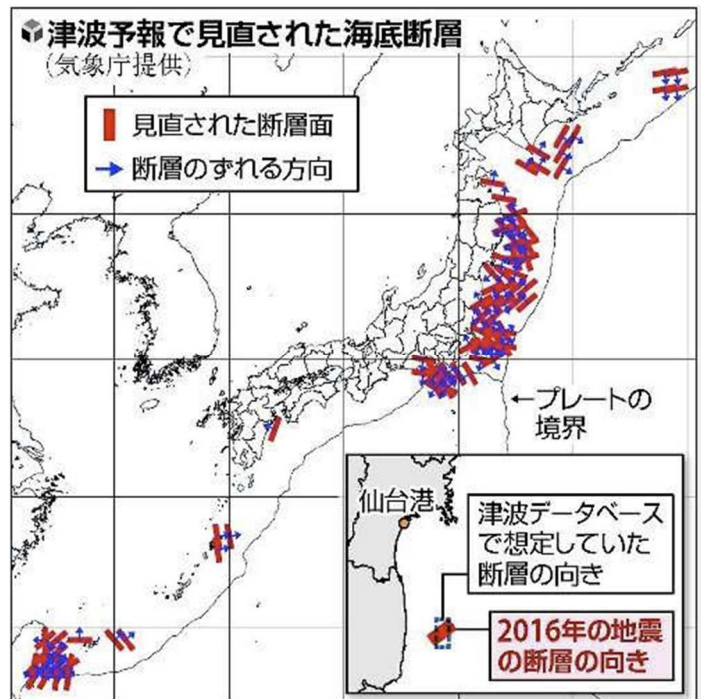 津波予報で見直された海底断層
(気象庁提供)
見直された断層面
断層のずれる方向
←プレートの
境界
仙台港
津波データベース
で想定していた
断層の向き
2016年の地震
の断層の向き